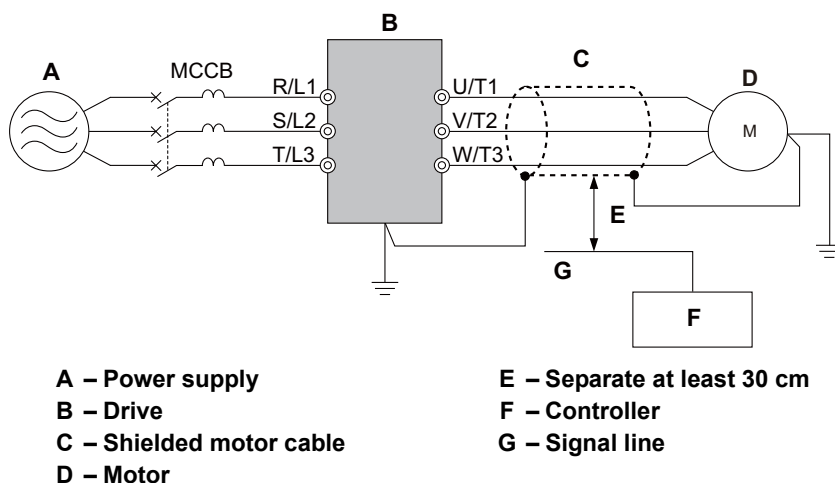 B
C
A
MCCB
D
R/L1
U/T1
S/L2
V/T2
M
T/L3
W/T3
E
G
F
A – Power supply
B – Drive
C – Shielded motor cable
D – Motor
E – Separate at least 30 cm
F – Controller
G – Signal line